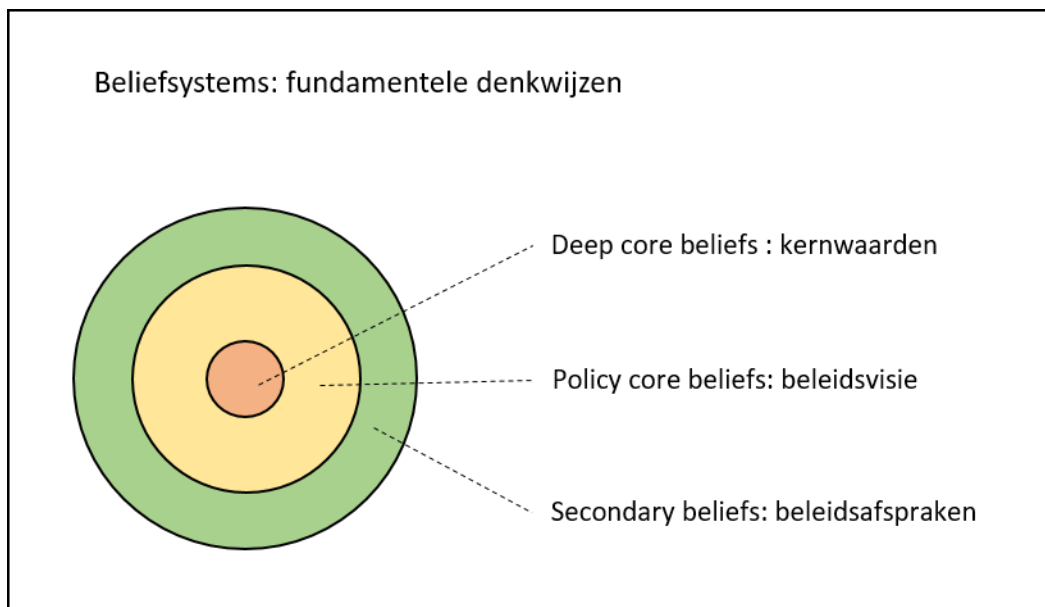 Beliefsystems: fundamentele denkwijzen
Deep core beliefs : kernwaarden
Policy core beliefs: beleidsvisie
Secondary beliefs: beleidsafspraken